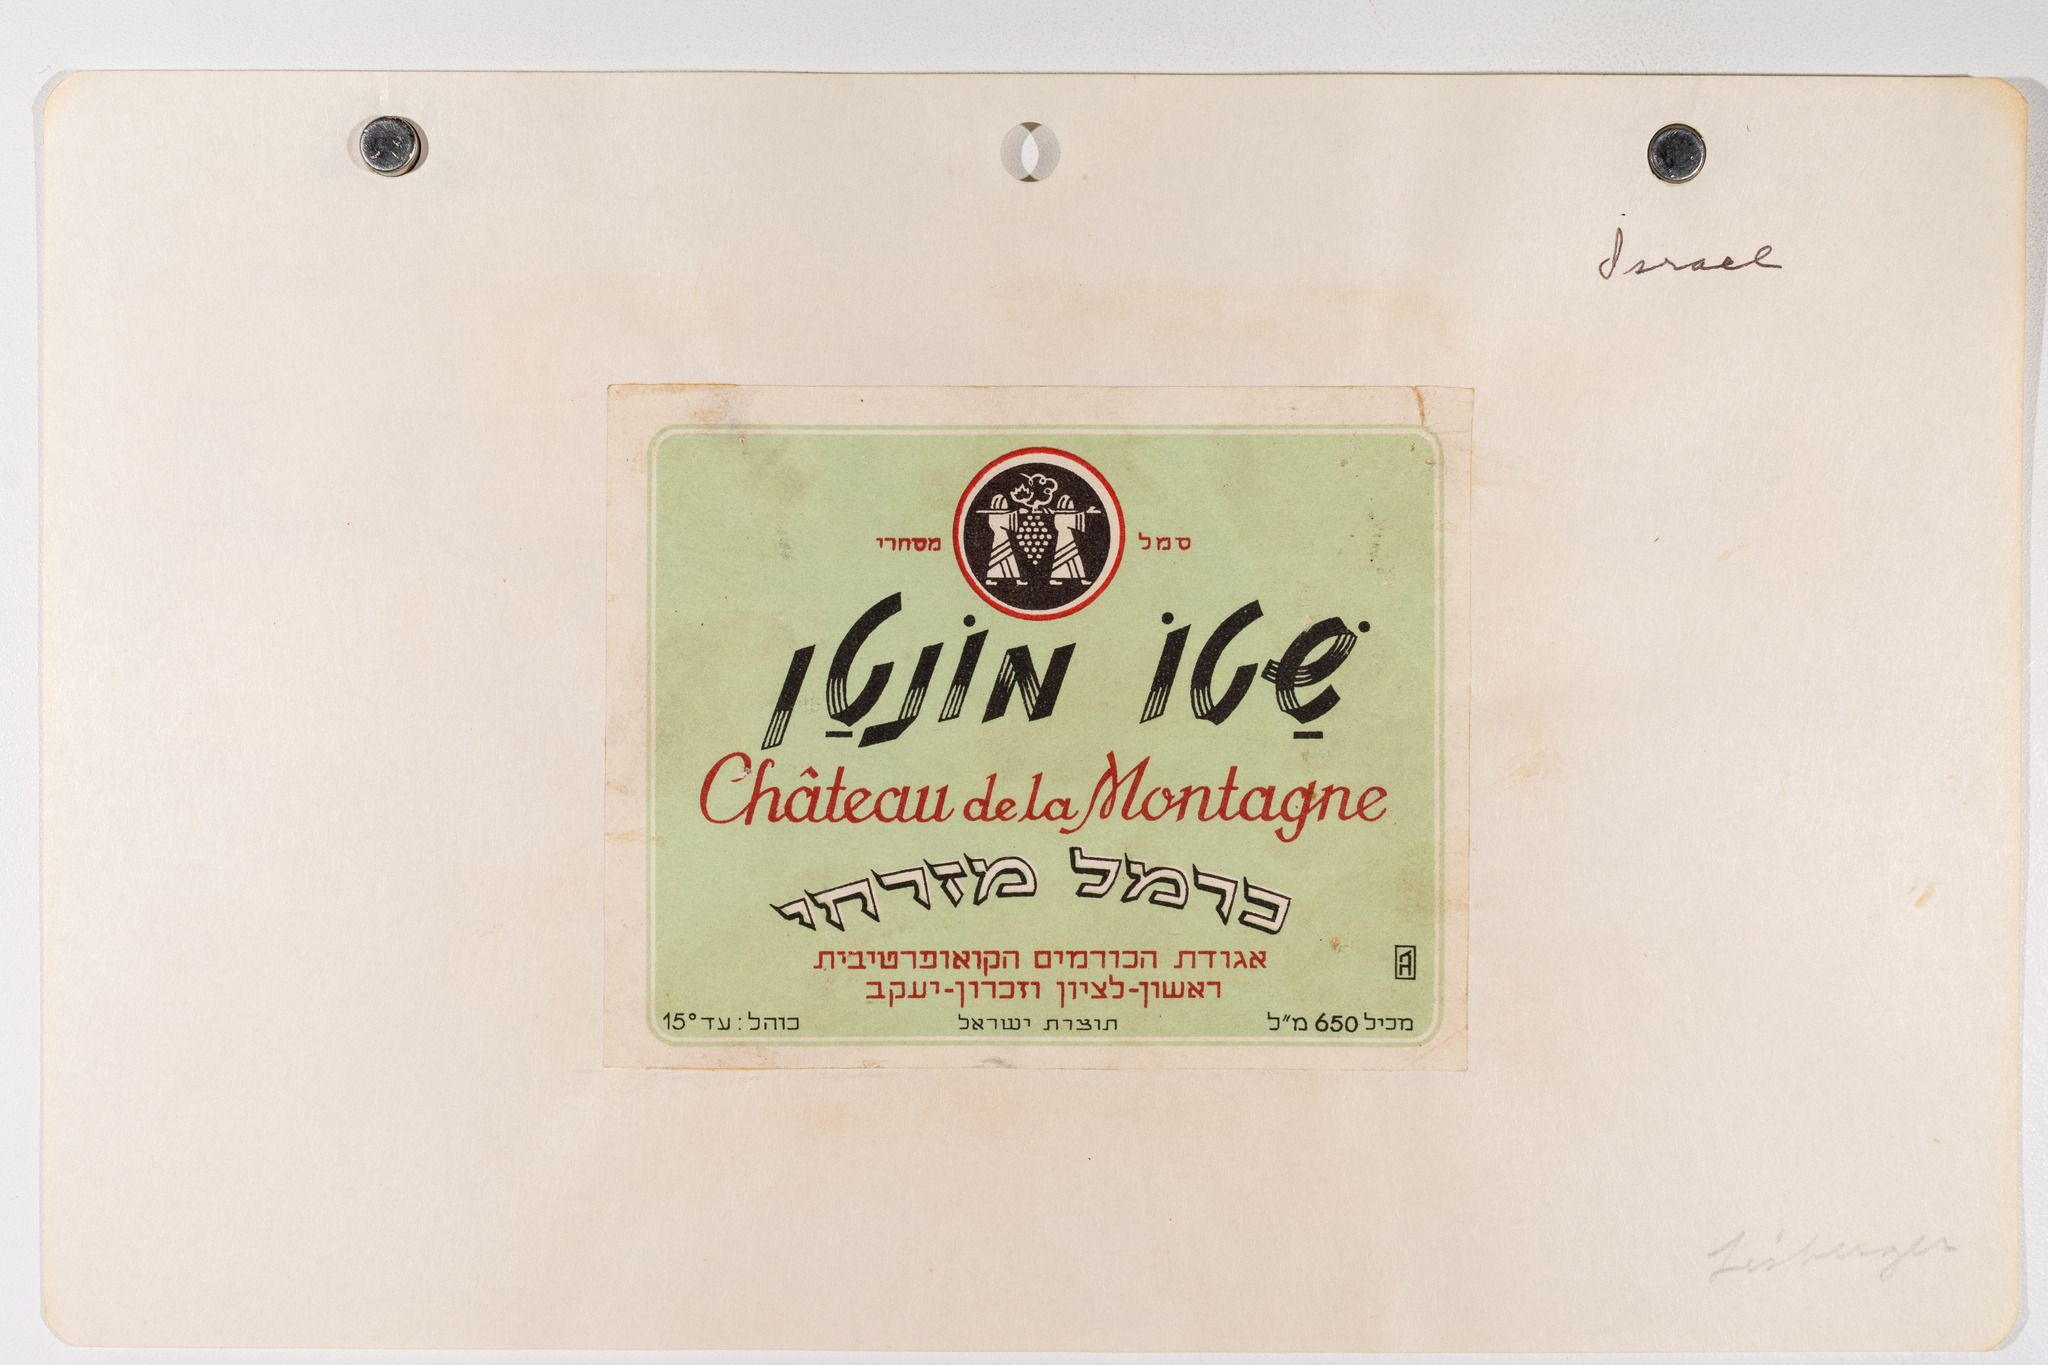 Israel
סמל מסחרי
שַׁטוֹ מוֹנטַן
Château de la Montagne
כרמל מזרחי
אגודת הכורמים הקואופרטיבית
ראשון-לציון וזכרון-יעקב
מכיל 650 מ״ל תוצרת ישראל כוהל: עד 15°